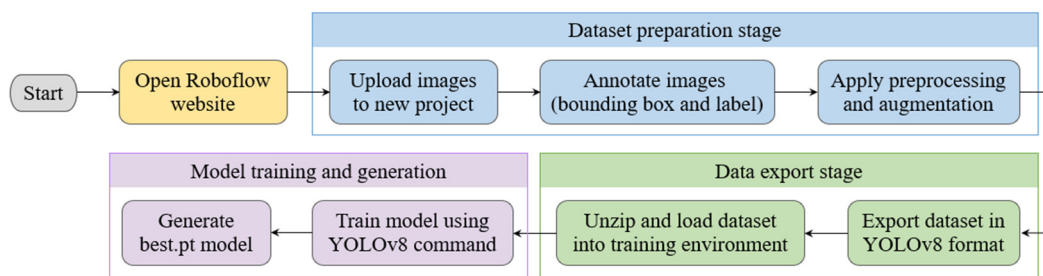 Dataset preparation stage
Start
Open Roboflow
website
Upload images
to new project
Annotate images
(bounding box and label)
Apply preprocessing
and augmentation
Data export stage
Export dataset in
YOLOv8 format
Unzip and load dataset
into training environment
Model training and generation
Train model using
YOLOv8 command
Generate
best.pt model